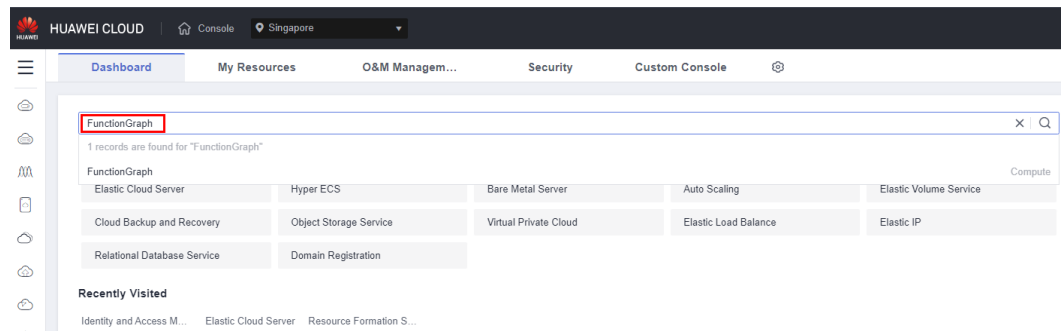 HUAWEI HUAWEI CLOUD Console Singapore
Dashboard My Resources O&M Managem... Security Custom Console
FunctionGraph
1 records are found for "FunctionGraph"
FunctionGraph Compute
Elastic Cloud Server Hyper ECS Bare Metal Server Auto Scaling Elastic Volume Service
Cloud Backup and Recovery Object Storage Service Virtual Private Cloud Elastic Load Balance Elastic IP
Relational Database Service Domain Registration
Recently Visited
Identity and Access M... Elastic Cloud Server Resource Formation S...